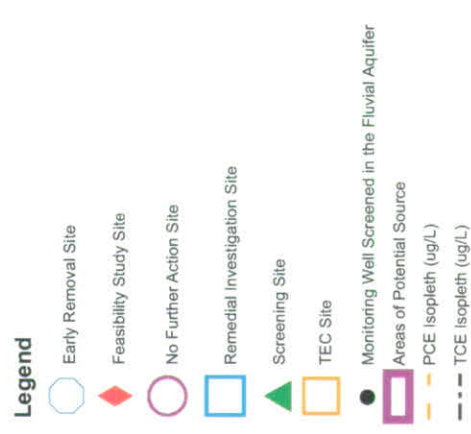 Legend
Early Removal Site
Feasibility Study Site
No Further Action Site
Remedial Investigation Site
Screening Site
TEC Site
Monitoring Well Screened in the Fluvial Aquifer
Areas of Potential Source
PCE Isopleth (ug/L)
TCE Isopleth (ug/L)